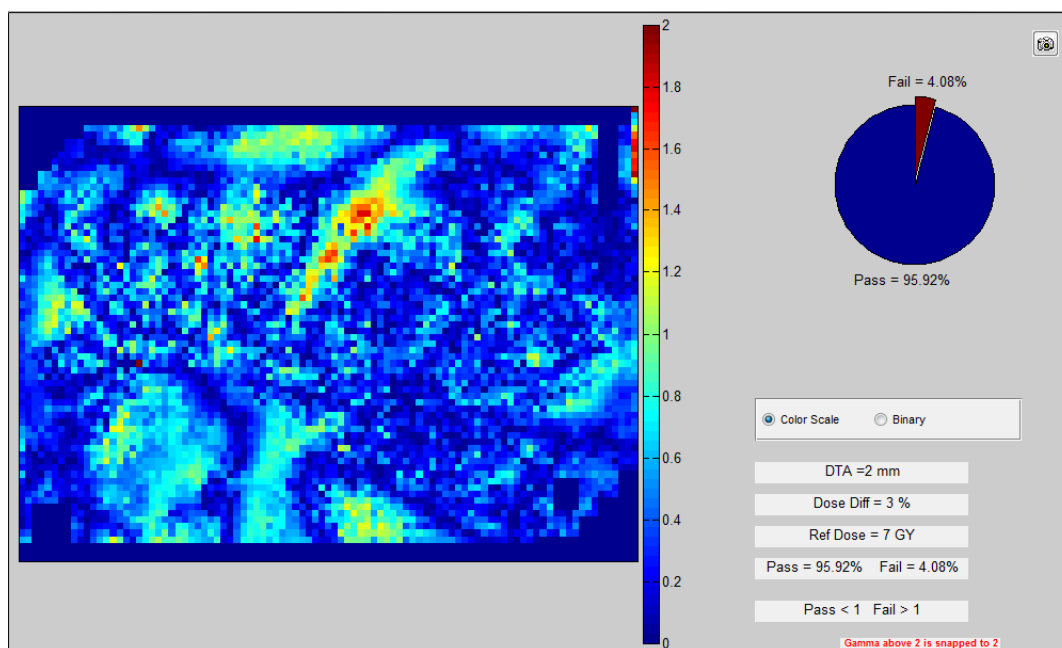 2
1.8
1.6
1.4
1.2
1
0.8
0.6
0.4
0.2
0
Fail = 4.08%
Pass = 95.92%
Color Scale Binary
DTA =2 mm
Dose Diff = 3 %
Ref Dose = 7 GY
Pass = 95.92% Fail = 4.08%
Pass < 1 Fail > 1
Gamma above 2 is snapped to 2